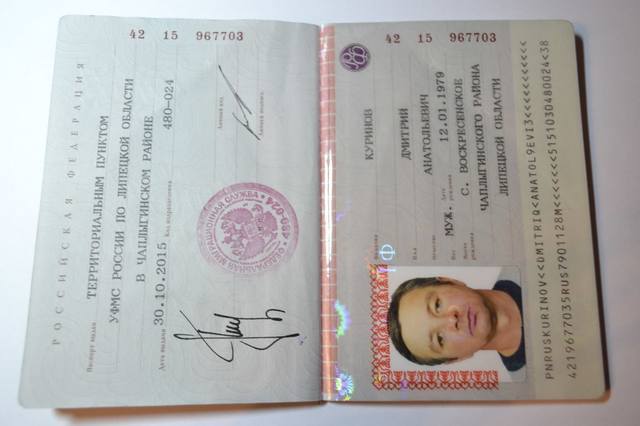 42 15 967703
РОССИЙСКАЯ ФЕДЕРАЦИЯ
Паспорт выдан ТЕРРИТОРИАЛЬНЫМ ПУНКТОМ
УФМС РОССИИ ПО ЛИПЕЦКОЙ ОБЛАСТИ
В ЧАПЛЫГИНСКОМ РАЙОНЕ
Дата выдачи 30.10.2015 Код подразделения 480-024
Личный код
Личная подпись
ФЕДЕРАЛЬНАЯ МИГРАЦИОННАЯ СЛУЖБА
480-024
42 15 967703
РФ
Фамилия КУРИНОВ
Имя ДМИТРИЙ
Отчество АНАТОЛЬЕВИЧ
Пол МУЖ. Дата рождения 12.01.1979
Место рождения С. ВОСКРЕСЕНСКОЕ
ЧАПЛЫГИНСКОГО РАЙОНА
ЛИПЕЦКОЙ ОБЛАСТИ
PNRUSKURINOV<<DMITRIQ<ANATOL9EVI3<<<<<<<<<<<
4219677035RUS7901128M<<<<<<<5151030480024<38